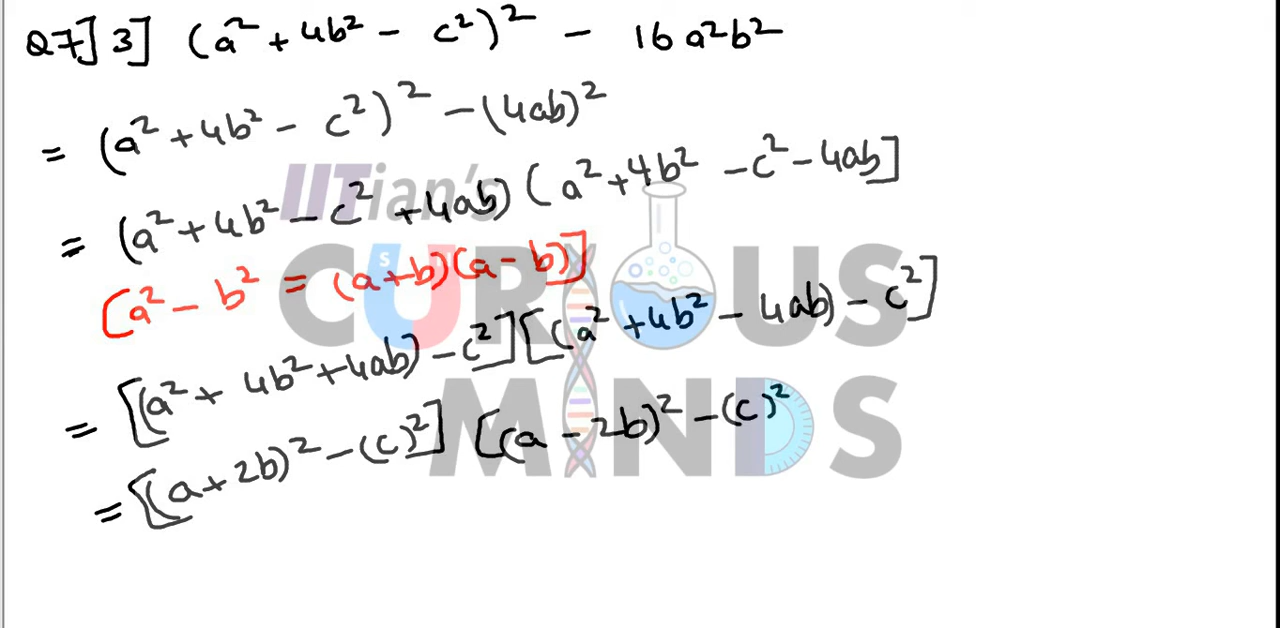 Q7] 3] (a² + 4b² - c²)² - 16 a²b²
= (a² + 4b² - c²)² - (4ab)²
= (a² + 4b² - c² + 4ab) (a² + 4b² - c² - 4ab]
[a² - b² = (a+b)(a-b)]
= [(a² + 4b² + 4ab) - c²] [(a² + 4b² - 4ab) - c²]
= [(a + 2b)² - (c)²] [(a - 2b)² - (c)²
IITian's
CURIOUS
MINDS
S